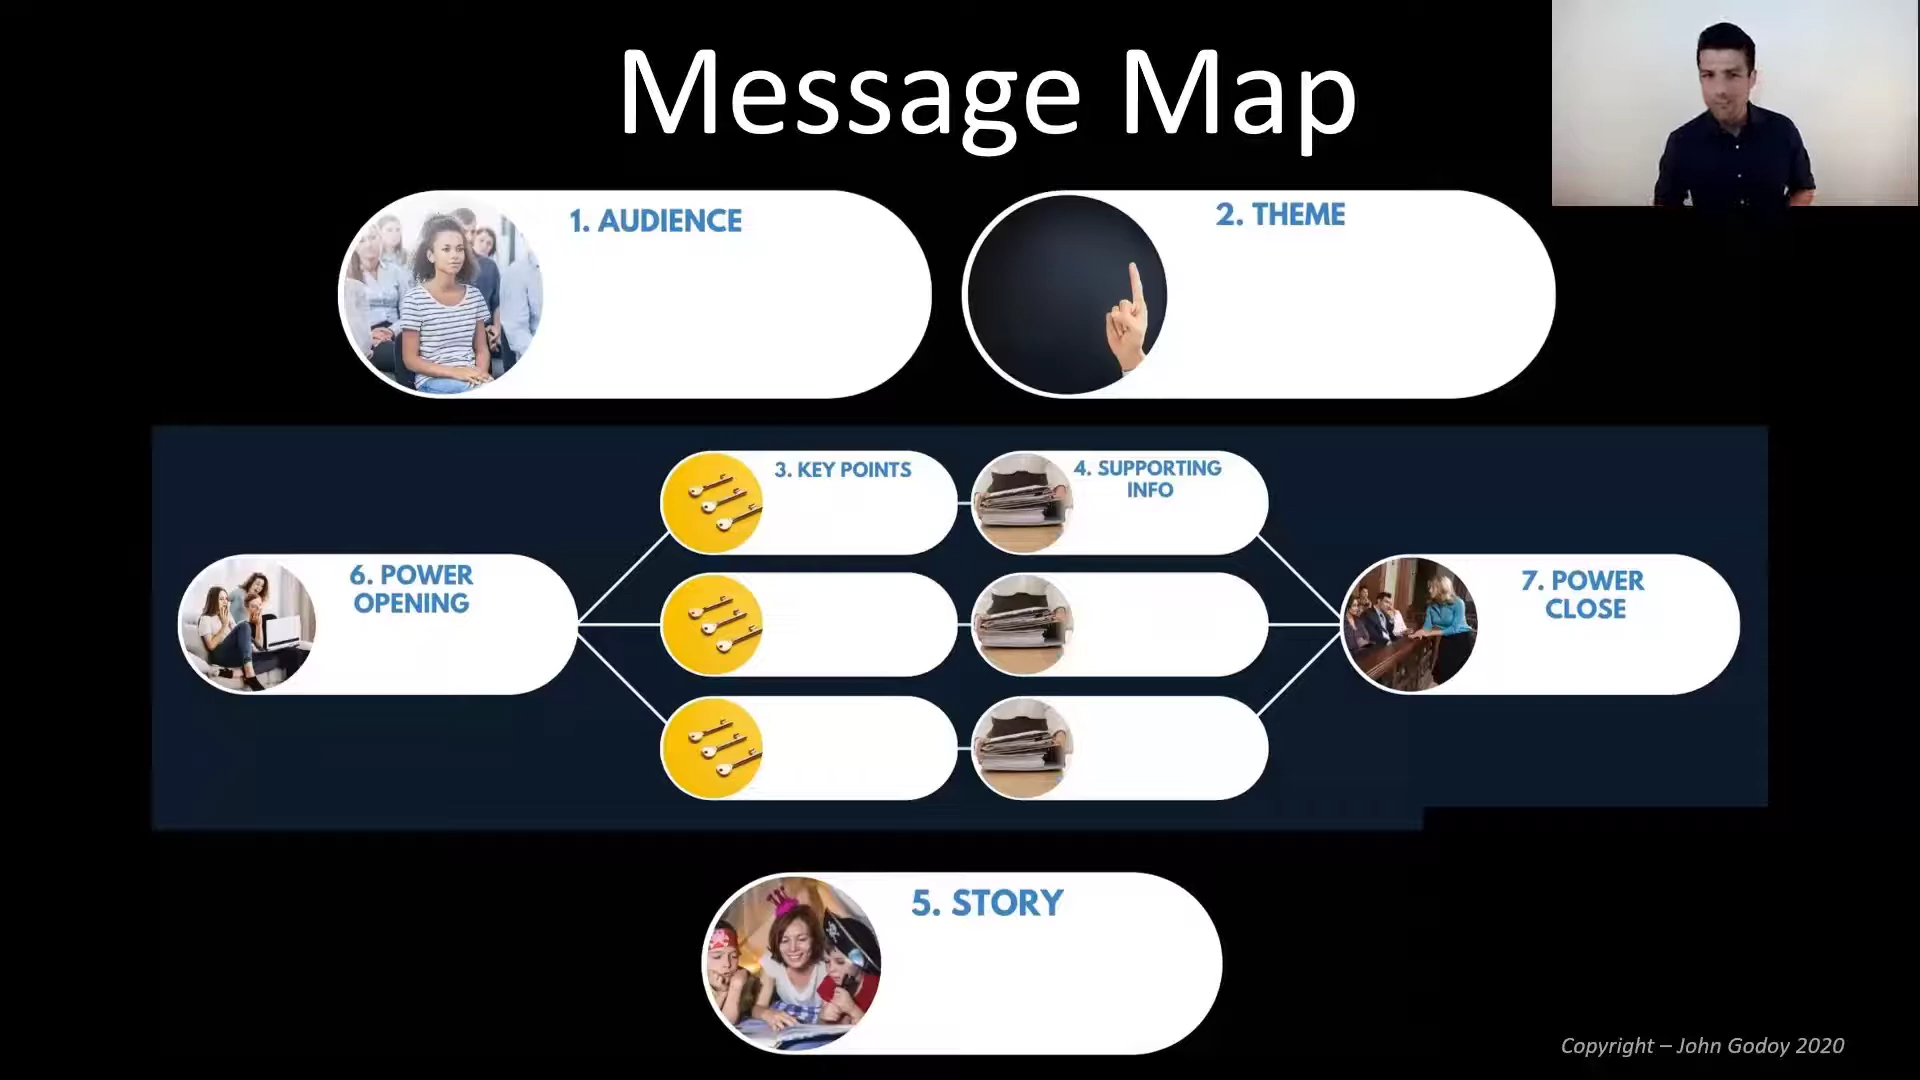 Message Map
1. AUDIENCE
2. THEME
3. KEY POINTS
4. SUPPORTING
INFO
6. POWER
OPENING
7. POWER
CLOSE
5. STORY
Copyright – John Godoy 2020